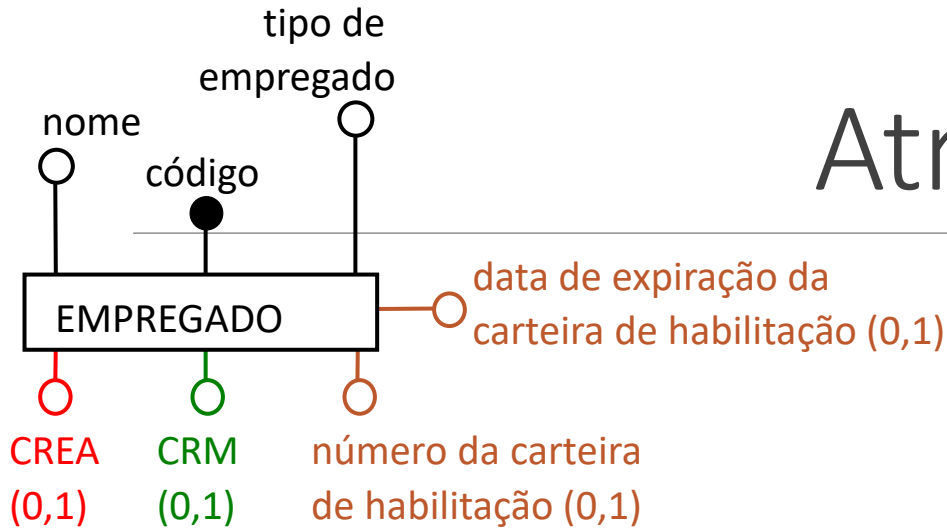 tipo de
empregado
nome
código
Atr
EMPREGADO
data de expiração da
carteira de habilitação (0,1)
CREA
(0,1)
CRM
(0,1)
número da carteira
de habilitação (0,1)